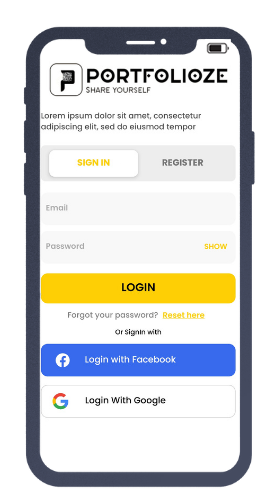 PORTFOLIOZE
SHARE YOURSELF
Lorem ipsum dolor sit amet, consectetur
adipiscing elit, sed do eiusmod tempor
SIGN IN REGISTER
Email
Password SHOW
LOGIN
Forgot your password? Reset here
Or SignIn with
Login with Facebook
Login With Google